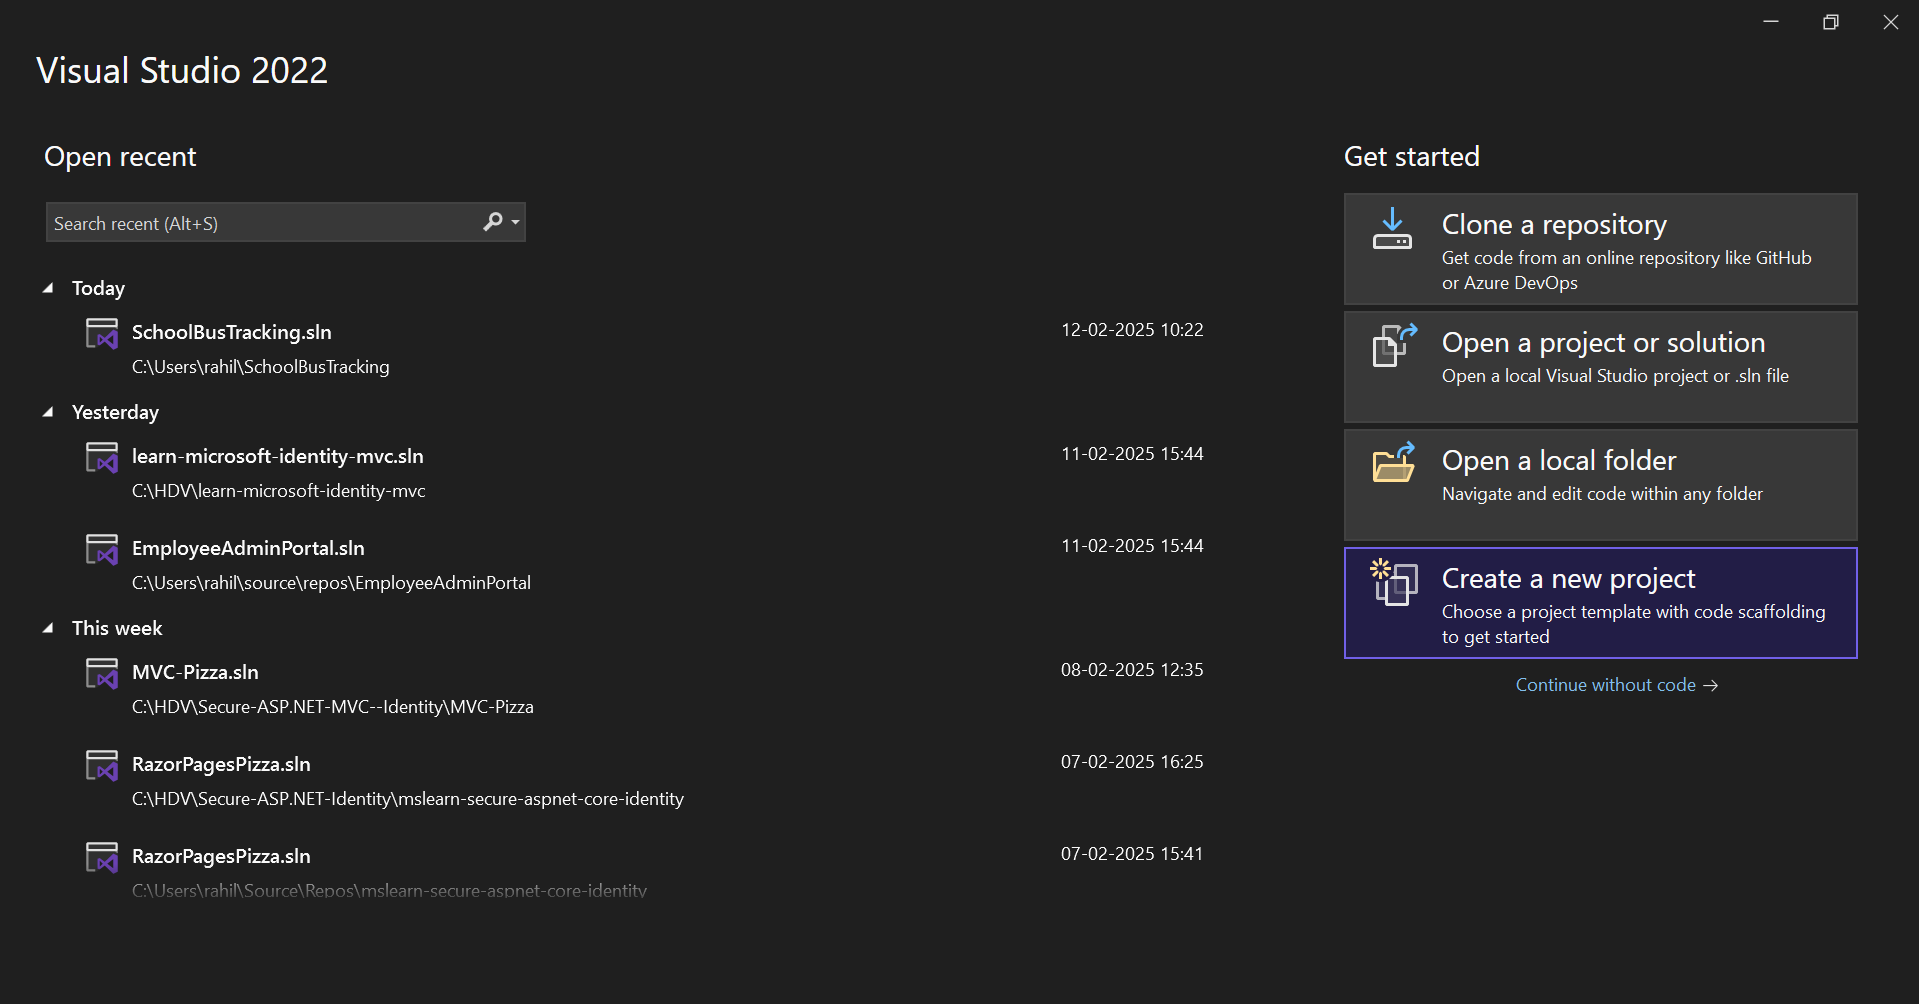 Visual Studio 2022
Open recent
Search recent (Alt+S)
Today
SchoolBusTracking.sln
12-02-2025 10:22
C:\Users\rahil\SchoolBusTracking
Yesterday
learn-microsoft-identity-mvc.sln
11-02-2025 15:44
C:\HDV\learn-microsoft-identity-mvc
EmployeeAdminPortal.sln
11-02-2025 15:44
C:\Users\rahil\source\repos\EmployeeAdminPortal
This week
MVC-Pizza.sln
08-02-2025 12:35
C:\HDV\Secure-ASP.NET-MVC--Identity\MVC-Pizza
RazorPagesPizza.sln
07-02-2025 16:25
C:\HDV\Secure-ASP.NET-Identity\mslearn-secure-aspnet-core-identity
RazorPagesPizza.sln
07-02-2025 15:41
C:\Users\rahil\Source\Repos\mslearn-secure-aspnet-core-identity
Get started
Clone a repository
Get code from an online repository like GitHub
or Azure DevOps
Open a project or solution
Open a local Visual Studio project or .sln file
Open a local folder
Navigate and edit code within any folder
Create a new project
Choose a project template with code scaffolding
to get started
Continue without code →